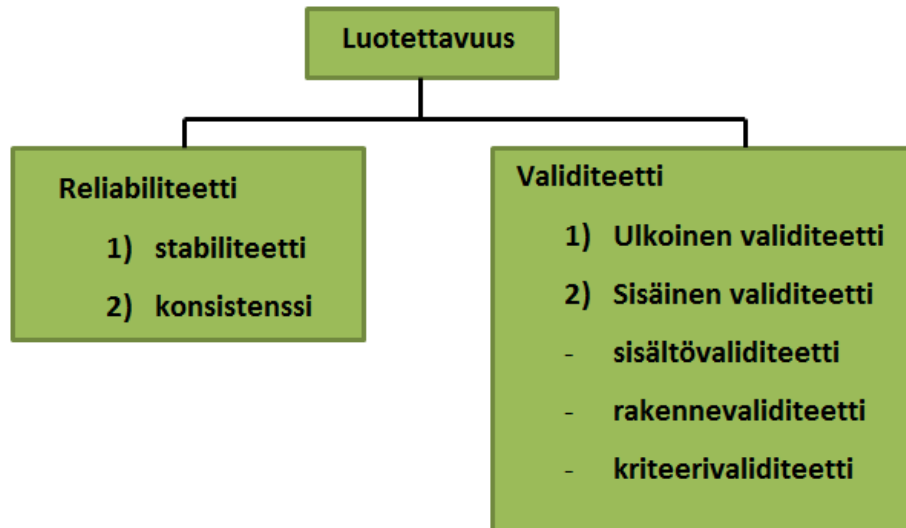 Luotettavuus
Reliabiliteetti
1) stabiliteetti
2) konsistenssi
Validiteetti
1) Ulkoinen validiteetti
2) Sisäinen validiteetti
- sisältövaliditeetti
- rakennevaliditeetti
- kriteerivaliditeetti